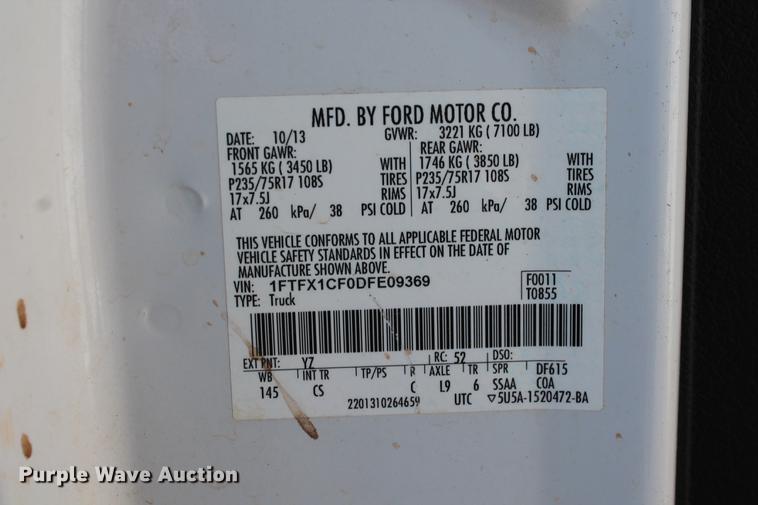 MFD. BY FORD MOTOR CO.
DATE: 10/13 GVWR: 3221 KG ( 7100 LB)
FRONT GAWR: REAR GAWR:
1565 KG ( 3450 LB) WITH 1746 KG ( 3850 LB) WITH
P235/75R17 108S TIRES P235/75R17 108S TIRES
17x7.5J RIMS 17x7.5J RIMS
AT 260 kPa/ 38 PSI COLD AT 260 kPa/ 38 PSI COLD
THIS VEHICLE CONFORMS TO ALL APPLICABLE FEDERAL MOTOR
VEHICLE SAFETY STANDARDS IN EFFECT ON THE DATE OF
MANUFACTURE SHOWN ABOVE.
VIN: 1FTFX1CF0DFE09369 F0011
TYPE: Truck T0855
EXT PNT: YZ RC: 52 DSO:
WB INT TR TP/PS R AXLE TR SPR DF615
145 CS C L9 6 SSAA COA
2201310264659 UTC ▽5U5A-1520472-BA
Purple Wave Auction